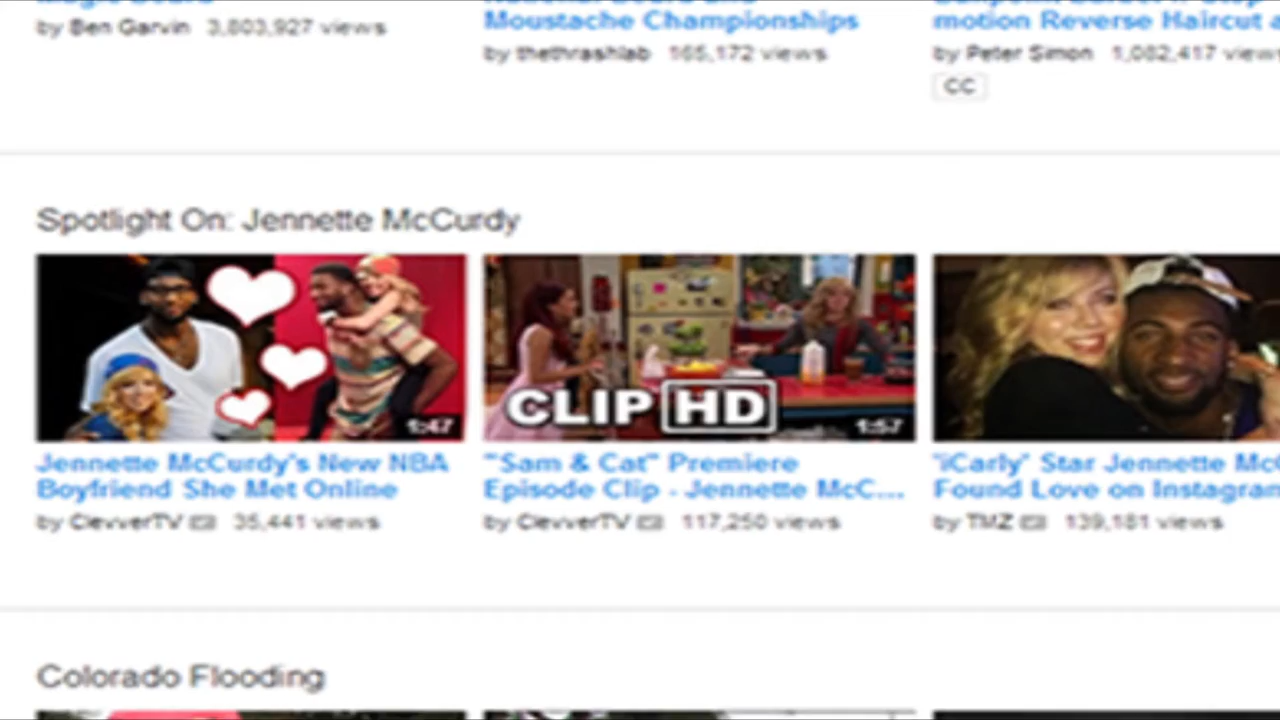 by Ben Garvin 3,803,927 views
Moustache Championships
by thethrashlab 165,172 views
motion Reverse Haircut
by Peter Simon 1,082,417 views
CC
Spotlight On: Jennette McCurdy
CLIP HD
1:47
1:57
Jennette McCurdy's New NBA
Boyfriend She Met Online
by ClevverTV 35,441 views
"Sam & Cat" Premiere
Episode Clip - Jennette McC...
by ClevverTV 117,250 views
'iCarly' Star Jennette Mc
Found Love on Instagram
by TMZ 139,181 views
Colorado Flooding